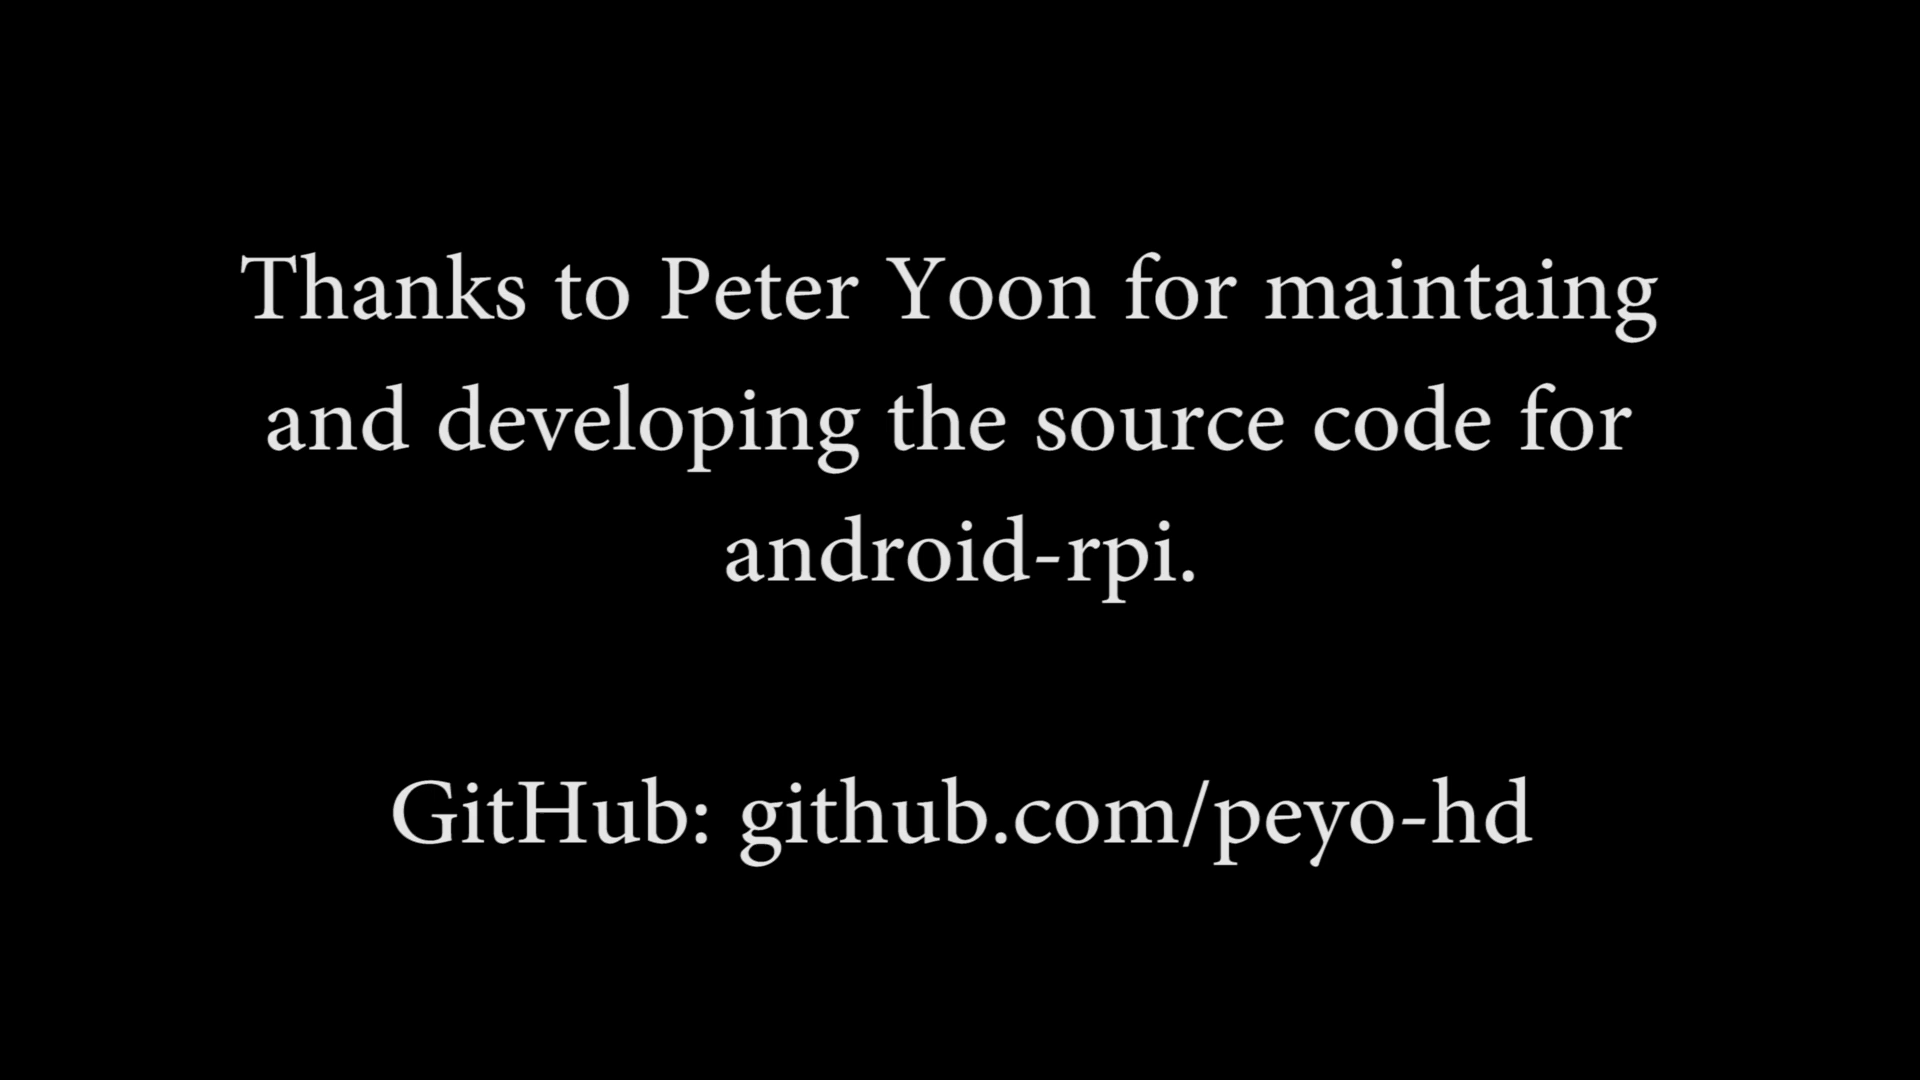 Thanks to Peter Yoon for maintaing
and developing the source code for
android-rpi.
GitHub: github.com/peyo-hd